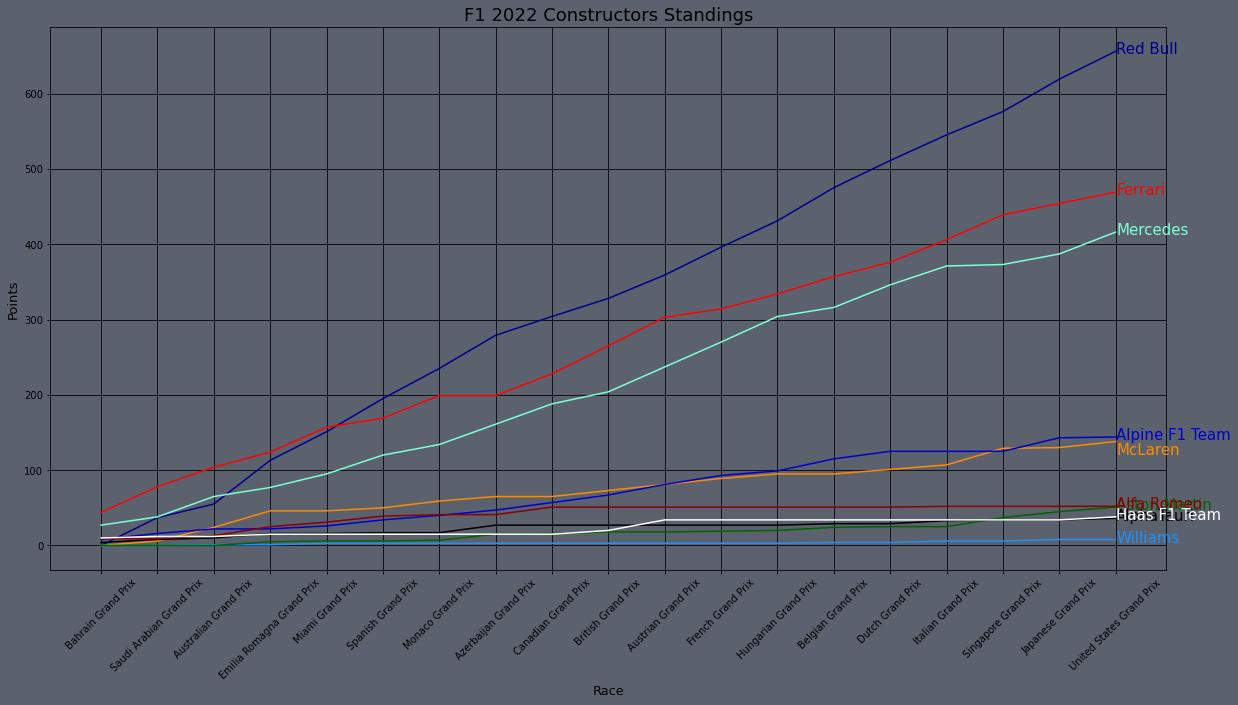 F1 2022 Constructors Standings
Points
600
500
400
300
200
100
0
Red Bull
Ferrari
Mercedes
Alpine F1 Team
McLaren
Alfa Romeo
Haas F1 Team
Williams
Bahrain Grand Prix
Saudi Arabian Grand Prix
Australian Grand Prix
Emilia Romagna Grand Prix
Miami Grand Prix
Spanish Grand Prix
Monaco Grand Prix
Azerbaijan Grand Prix
Canadian Grand Prix
British Grand Prix
Austrian Grand Prix
French Grand Prix
Hungarian Grand Prix
Belgian Grand Prix
Dutch Grand Prix
Italian Grand Prix
Singapore Grand Prix
Japanese Grand Prix
United States Grand Prix
Race